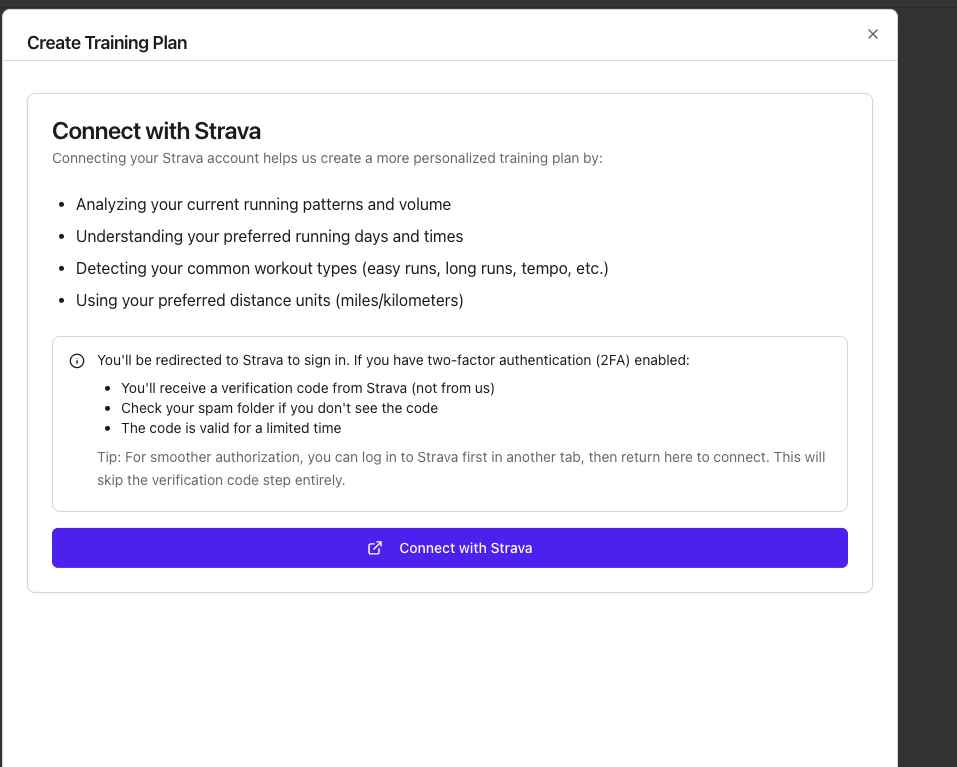 Create Training Plan
Connect with Strava
Connecting your Strava account helps us create a more personalized training plan by:
• Analyzing your current running patterns and volume
• Understanding your preferred running days and times
• Detecting your common workout types (easy runs, long runs, tempo, etc.)
• Using your preferred distance units (miles/kilometers)
You'll be redirected to Strava to sign in. If you have two-factor authentication (2FA) enabled:
• You'll receive a verification code from Strava (not from us)
• Check your spam folder if you don't see the code
• The code is valid for a limited time
Tip: For smoother authorization, you can log in to Strava first in another tab, then return here to connect. This will
skip the verification code step entirely.
Connect with Strava